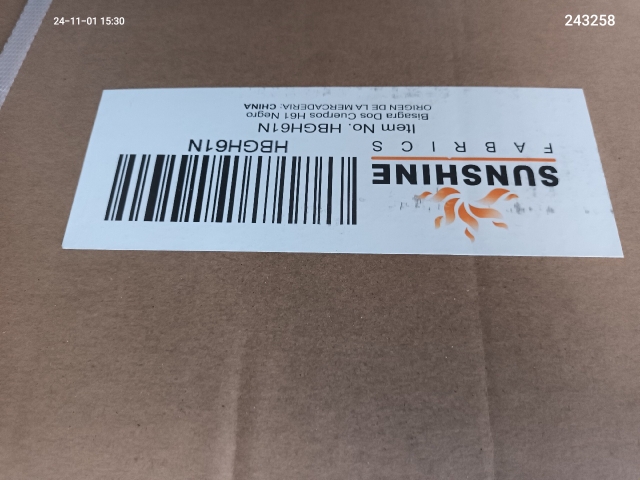 24-11-01 15:30
243258
SUNSHINE
FABRICS
HBGH61N
Item No. HBGH61N
Bisagra Dos Cuerpos H61 Negro
ORIGEN DE LA MERCADERIA: CHINA